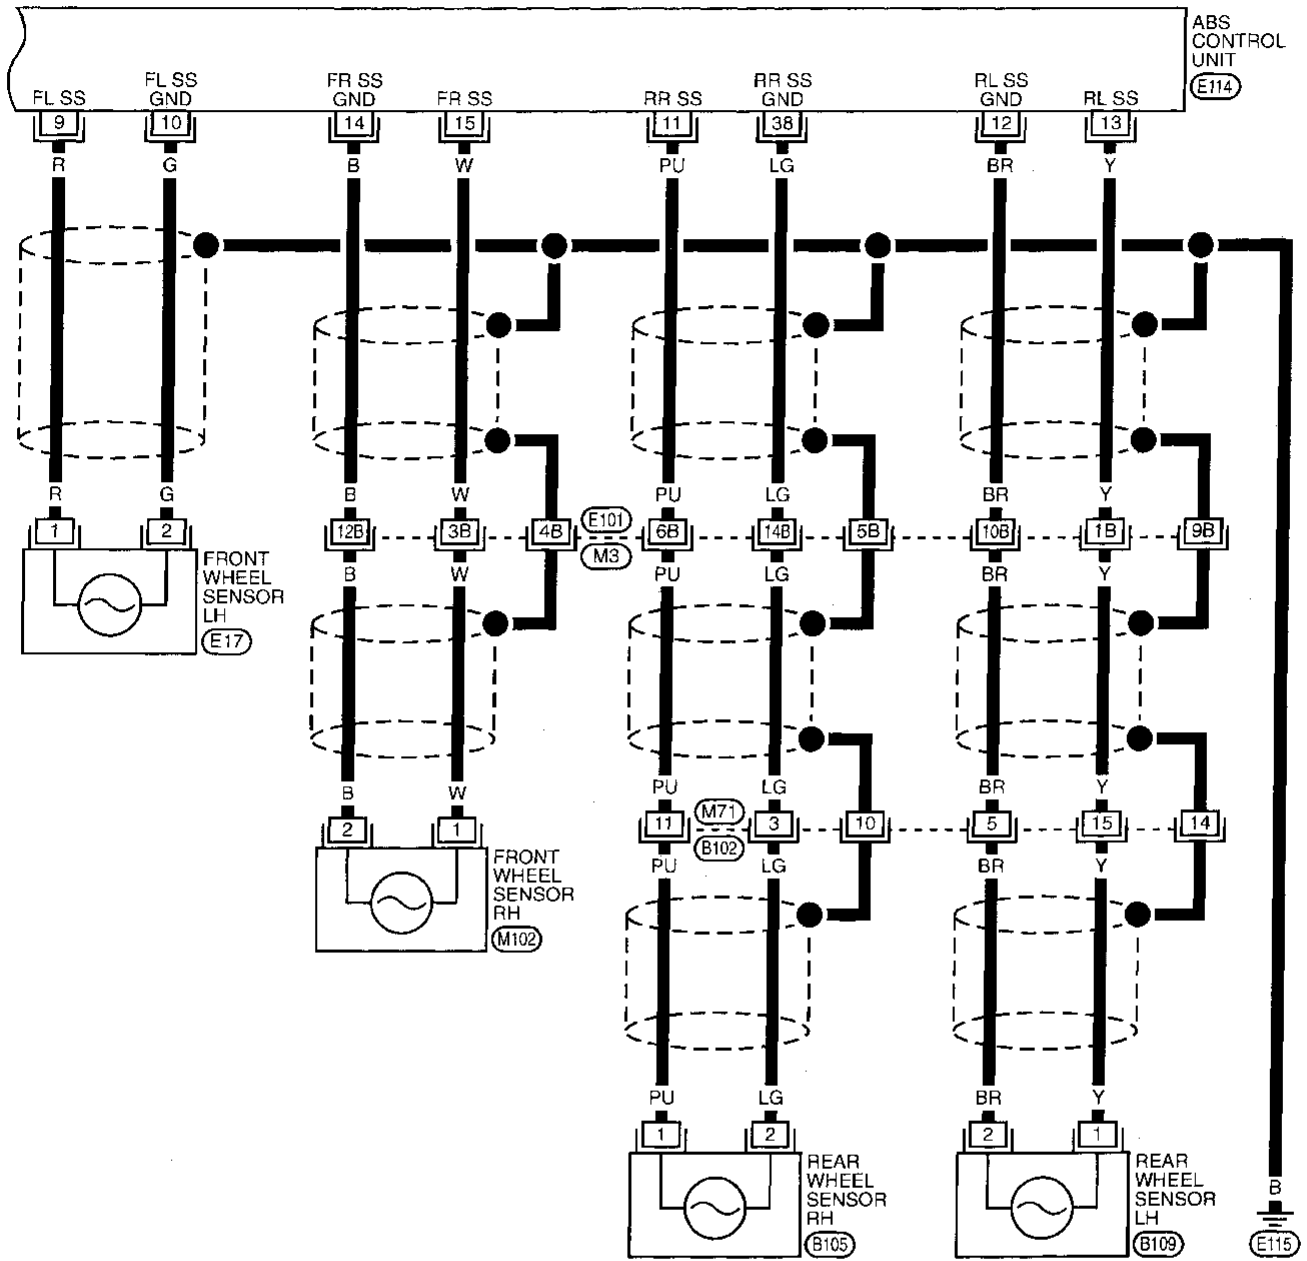 ABS
CONTROL
UNIT
E114
FL SS
FL SS
GND
FR SS
GND
FR SS
RR SS
RR SS
GND
RL SS
GND
RL SS
9 10 14 15 11 38 12 13
R G B W PU LG BR Y
R G B W PU LG BR Y
1 2 12B 3B 4B E101 6B 14B 5B 10B 1B 9B
M3
B W PU LG BR Y
FRONT
WHEEL
SENSOR
LH
E17
B W PU LG BR Y
2 1 11 M71 3 10 5 15 14
B102
PU LG BR Y
FRONT
WHEEL
SENSOR
RH
M102
PU LG BR Y
1 2 2 1
REAR
WHEEL
SENSOR
RH
B105
REAR
WHEEL
SENSOR
LH
B109
B
E115